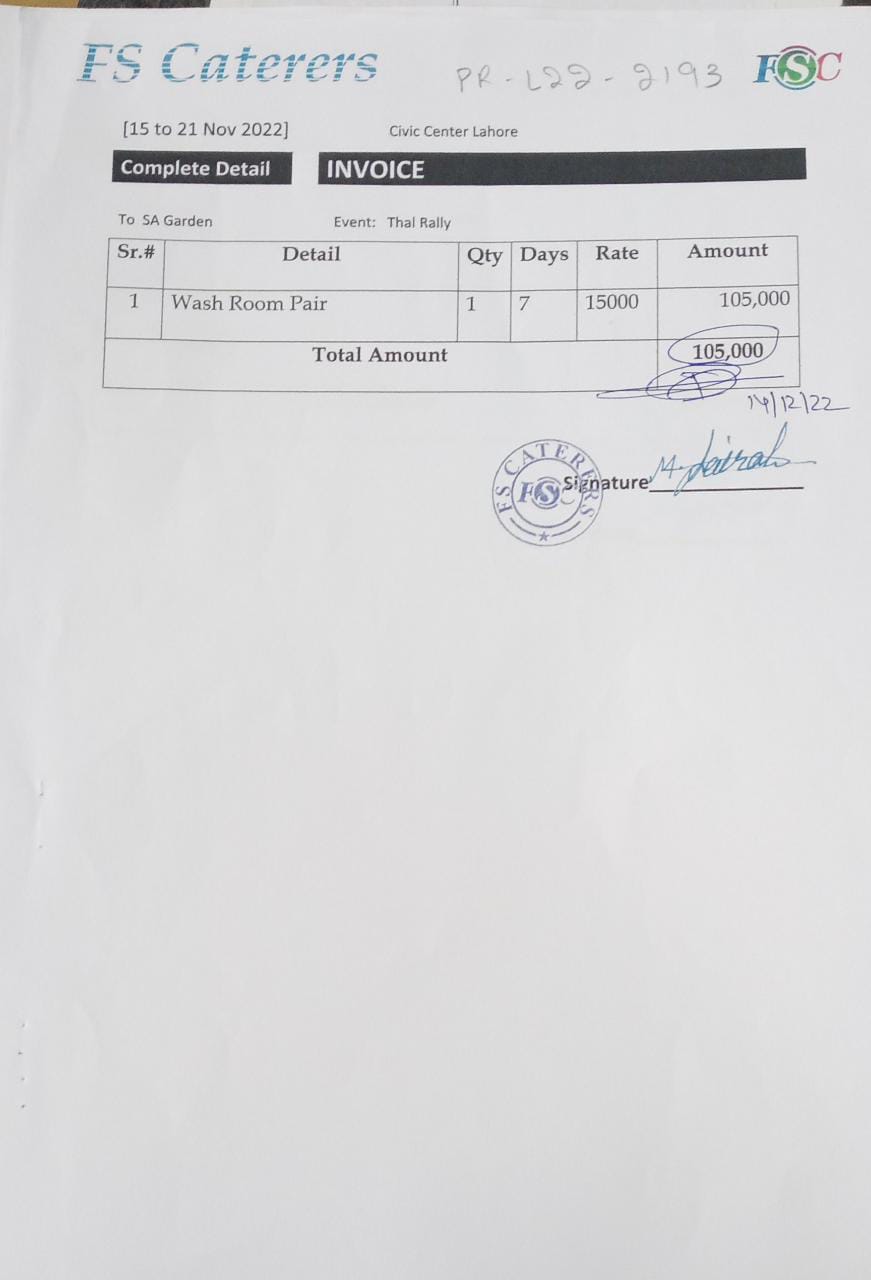 FS Caterers
PR-L22-2193
FSC
[15 to 21 Nov 2022] Civic Center Lahore
Complete Detail INVOICE
To SA Garden Event: Thal Rally
Sr.# Detail Qty Days Rate Amount
1 Wash Room Pair 1 7 15000 105,000
Total Amount 105,000
14/12/22
FS CATERERS
FSC
Signature